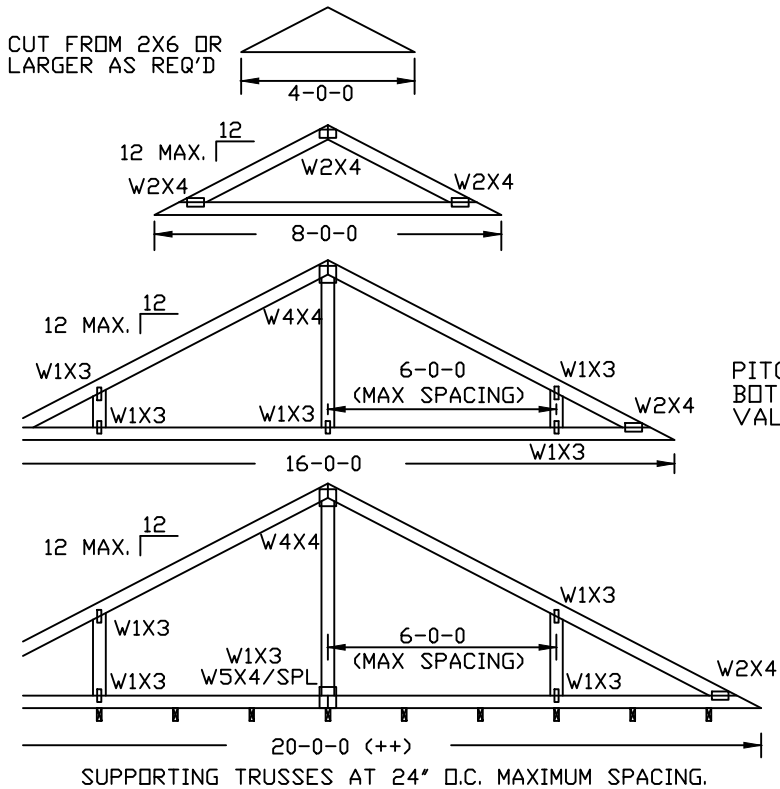 CUT FROM 2X6 OR
LARGER AS REQ'D
4-0-0
12
12 MAX.
W2X4
W2X4
W2X4
8-0-0
12
12 MAX.
W4X4
W1X3
6-0-0
(MAX SPACING)
W1X3
W1X3
W1X3
W2X4
W1X3
16-0-0
PITC
BOT
VAL
12
12 MAX.
W4X4
W1X3
W1X3
6-0-0
(MAX SPACING)
W1X3
W5X4/SPL
W1X3
W1X3
W2X4
20-0-0 (++)
SUPPORTING TRUSSES AT 24" O.C. MAXIMUM SPACING.